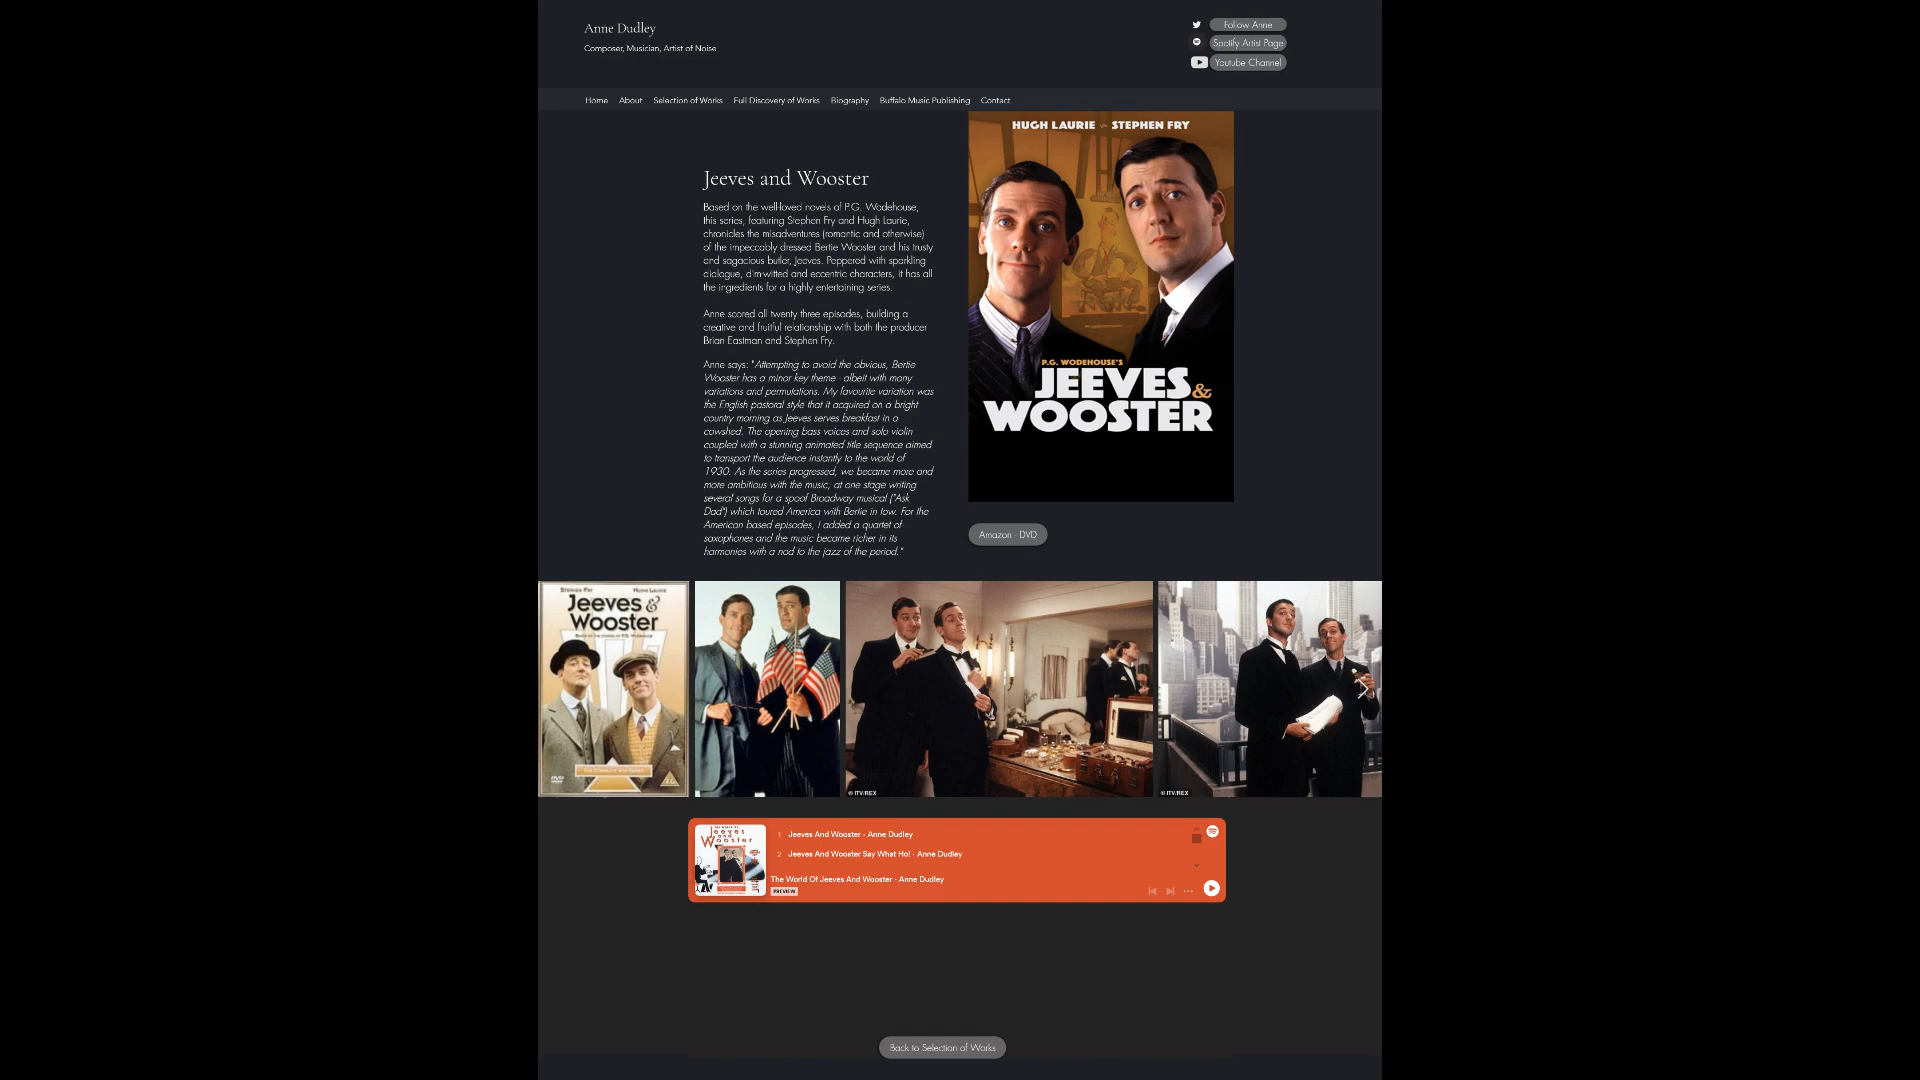 Anne Dudley
Composer, Musician, Artist of Noise
Follow Anne
Spotify Artist Page
Youtube Channel
Home About Selection of Works Full Discovery of Works Biography Buffalo Music Publishing Contact
HUGH LAURIE STEPHEN FRY
Jeeves and Wooster
Based on the well-loved novels of P.G. Wodehouse,
this series, featuring Stephen Fry and Hugh Laurie,
chronicles the misadventures (romantic and otherwise)
of the impeccably dressed Bertie Wooster and his trusty
and sagacious butler, Jeeves. Peppered with sparkling
dialogue, dim-witted and eccentric characters, it has all
the ingredients for a highly entertaining series.
Anne scored all twenty three episodes, building a
creative and fruitful relationship with both the producer
Brian Eastman and Stephen Fry.
Anne says: "Attempting to avoid the obvious, Bertie
Wooster has a minor key theme - albeit with many
variations and permutations. My favourite variation was
the English pastoral style that it acquired on a bright
country morning as Jeeves serves breakfast in a
cowshed. The opening bass voices and solo violin
coupled with a stunning animated title sequence aimed
to transport the audience instantly to the world of
1930. As the series progressed, we became more and
more ambitious with the music, at one stage writing
several songs for a spoof Broadway musical ("Ask
Dad") which toured America with Bertie in tow. For the
American based episodes, I added a quartet of
saxophones and the music became richer in its
harmonies with a nod to the jazz of the period."
P.G. WODEHOUSE'S
JEEVES &
WOOSTER
Amazon - DVD
STEPHEN FRY HUGH LAURIE
Jeeves &
Wooster
© ITV/REX
© ITV/REX
Jeeves
and
Wooster
1 Jeeves And Wooster - Anne Dudley
2 Jeeves And Wooster Say What Ho! - Anne Dudley
The World Of Jeeves And Wooster - Anne Dudley
PREVIEW
Back to Selection of Works